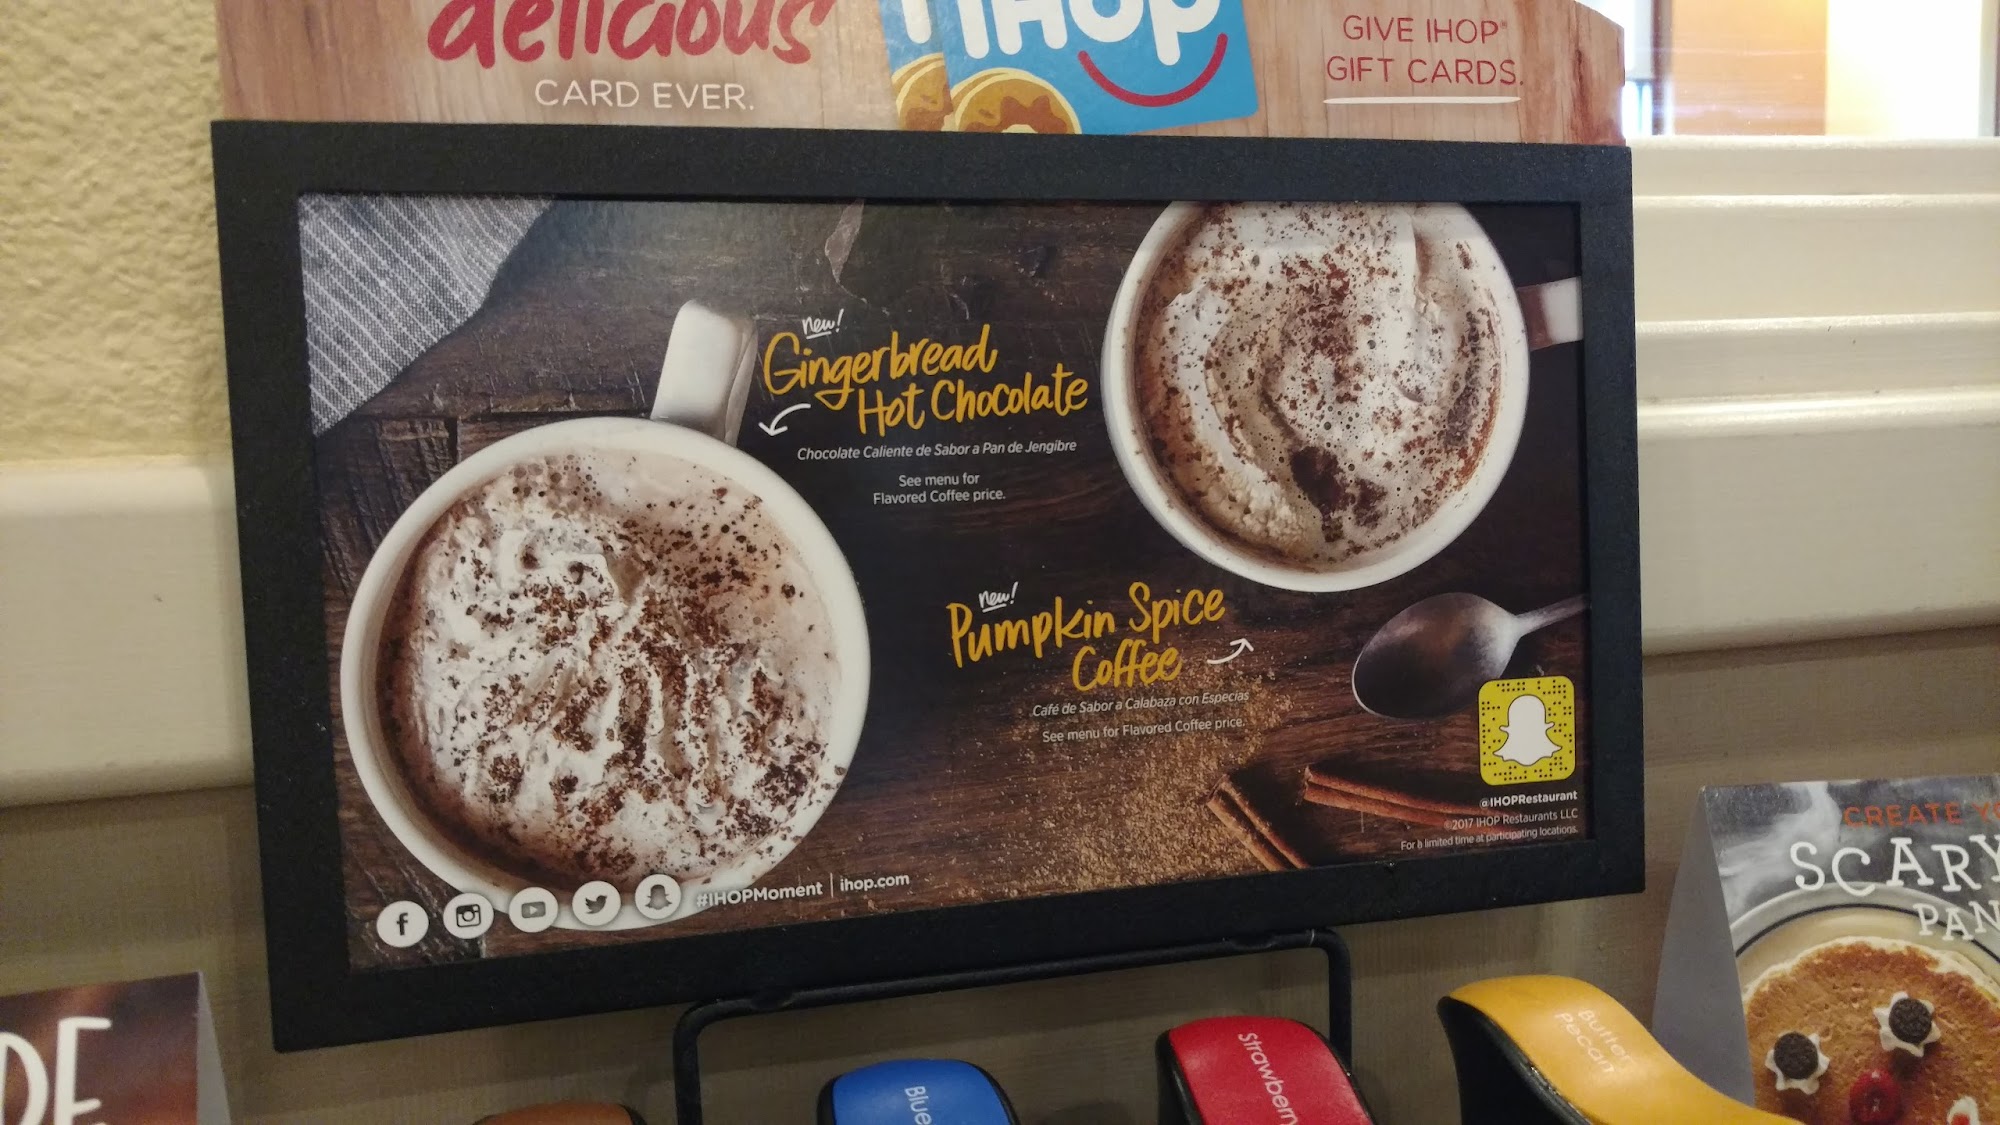 delicious
CARD EVER.
IHOP
GIVE IHOP®
GIFT CARDS.
new!
Gingerbread
Hot Chocolate
Chocolate Caliente de Sabor a Pan de Jengibre
See menu for
Flavored Coffee price.
new!
Pumpkin Spice
Coffee
Café de Sabor a Calabaza con Especias
See menu for Flavored Coffee price.
@IHOPRestaurant
©2017 IHOP Restaurants LLC
For a limited time at participating locations.
#IHOPMoment | ihop.com
CREATE
SCARY
PAN
Strawberry
Butter
Pecan